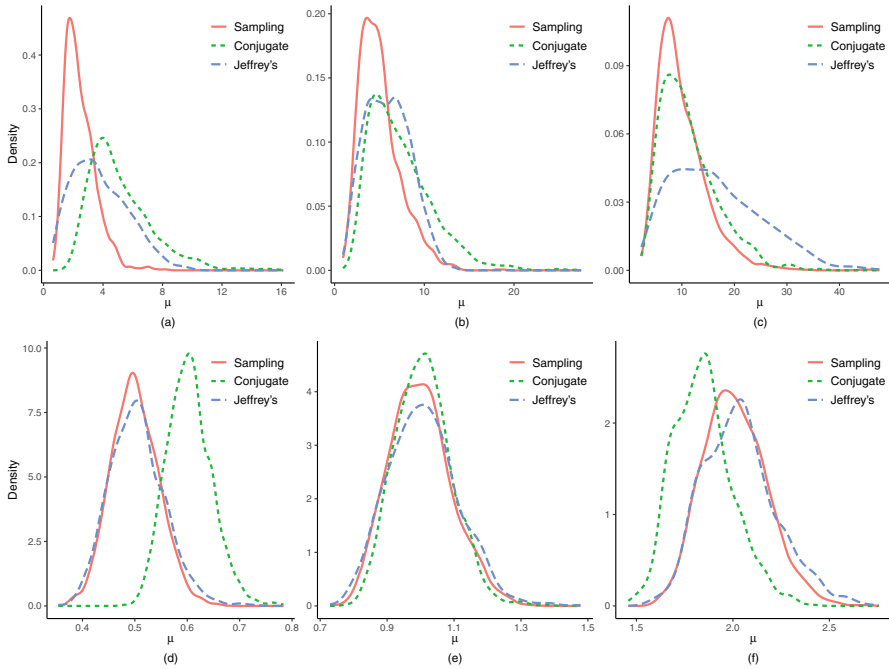 Sampling
Conjugate
Jeffrey's
Density
0.4
0.3
0.2
0.1
0.0
0 4 8 12 16
μ
(a)
Sampling
Conjugate
Jeffrey's
0.20
0.15
0.10
0.05
0.00
0 10 20
μ
(b)
Sampling
Conjugate
Jeffrey's
0.09
0.06
0.03
0.00
10 20 30 40
μ
(c)
Sampling
Conjugate
Jeffrey's
Density
10.0
7.5
5.0
2.5
0.0
0.4 0.5 0.6 0.7 0.8
μ
(d)
Sampling
Conjugate
Jeffrey's
4
3
2
1
0
0.7 0.9 1.1 1.3 1.5
μ
(e)
Sampling
Conjugate
Jeffrey's
2
1
0
1.5 2.0 2.5
μ
(f)